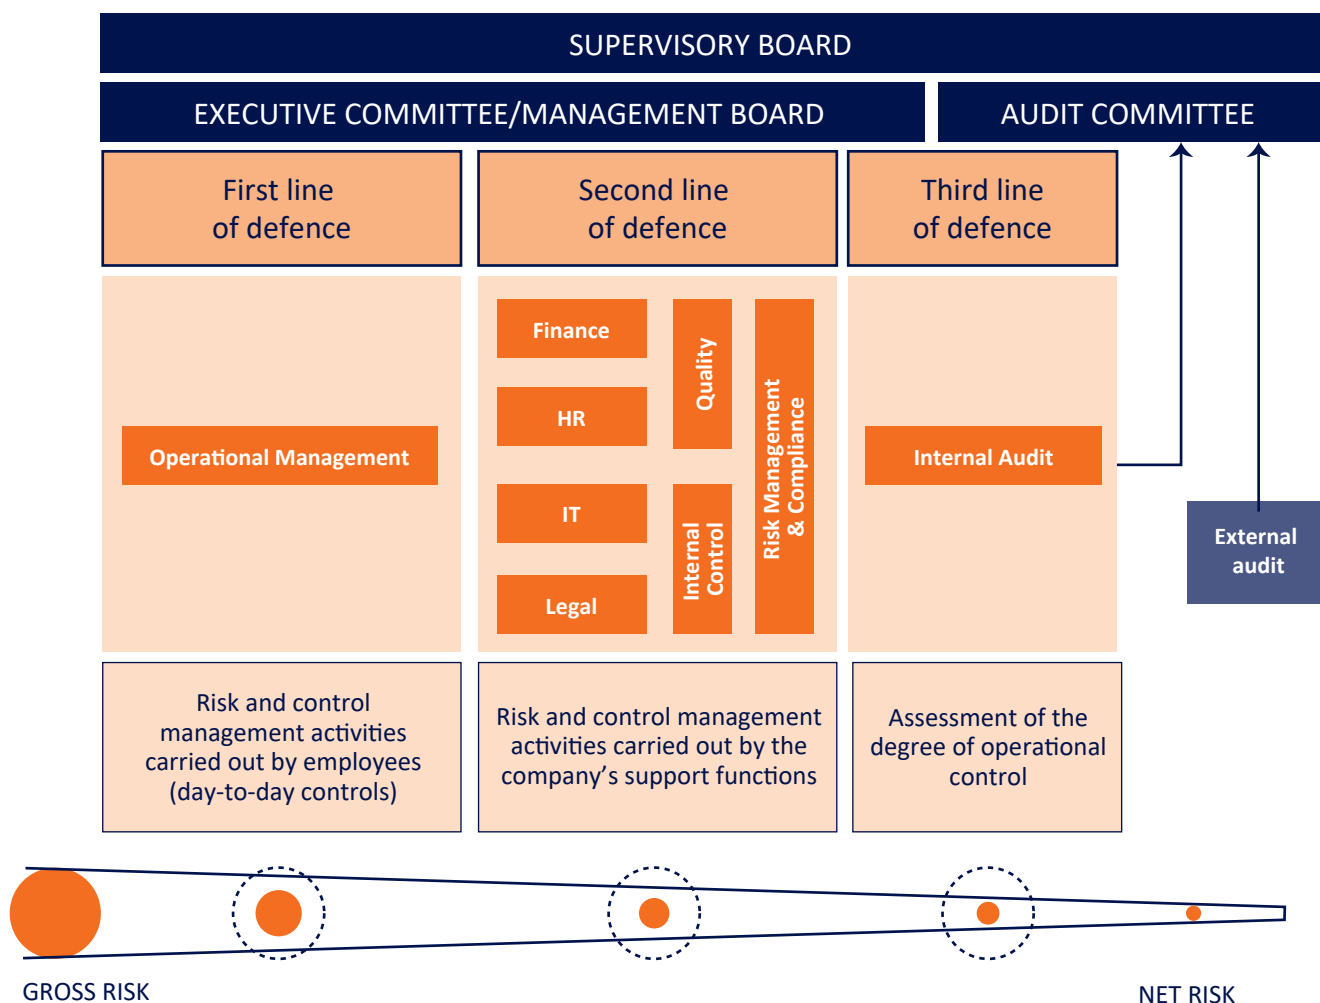 SUPERVISORY BOARD
EXECUTIVE COMMITTEE/MANAGEMENT BOARD
AUDIT COMMITTEE
First line
of defence
Second line
of defence
Third line
of defence
Operational Management
Finance
HR
IT
Legal
Quality
Internal
Control
Risk Management
& Compliance
Internal Audit
External
audit
Risk and control
management activities
carried out by employees
(day-to-day controls)
Risk and control management
activities carried out by the
company’s support functions
Assessment of the
degree of operational
control
GROSS RISK
NET RISK